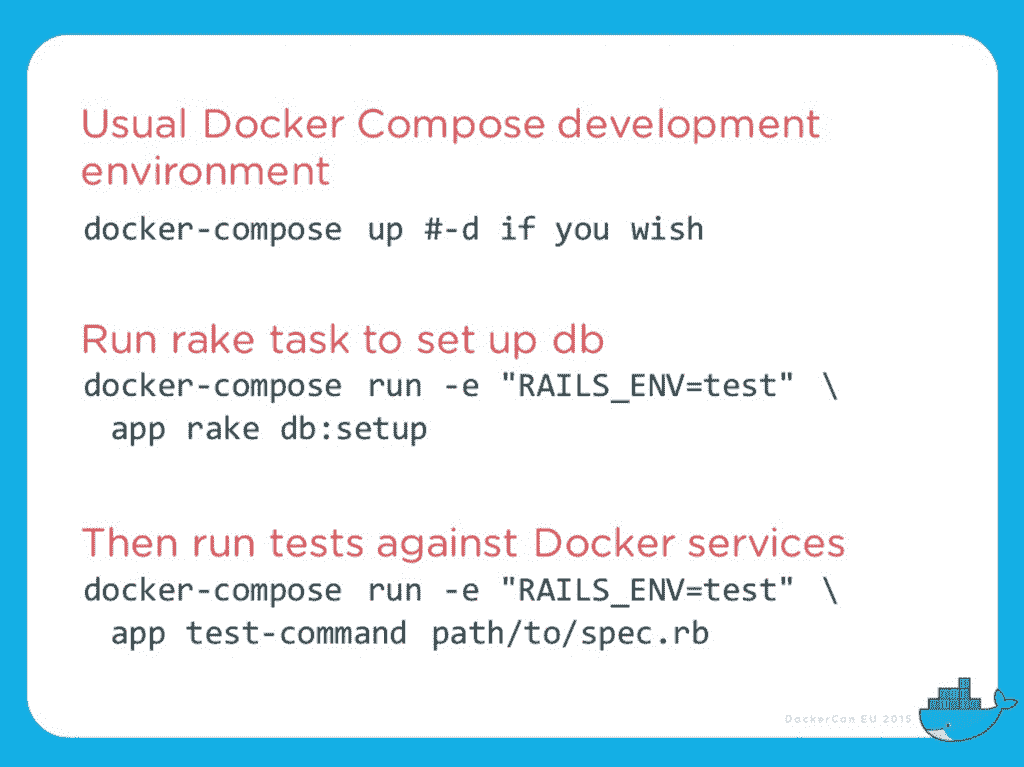 Usual Docker Compose development
environment
docker-compose up #-d if you wish
Run rake task to set up db
docker-compose run -e "RAILS_ENV=test" \
app rake db:setup
Then run tests against Docker services
docker-compose run -e "RAILS_ENV=test" \
app test-command path/to/spec.rb
DockerCon EU 2015